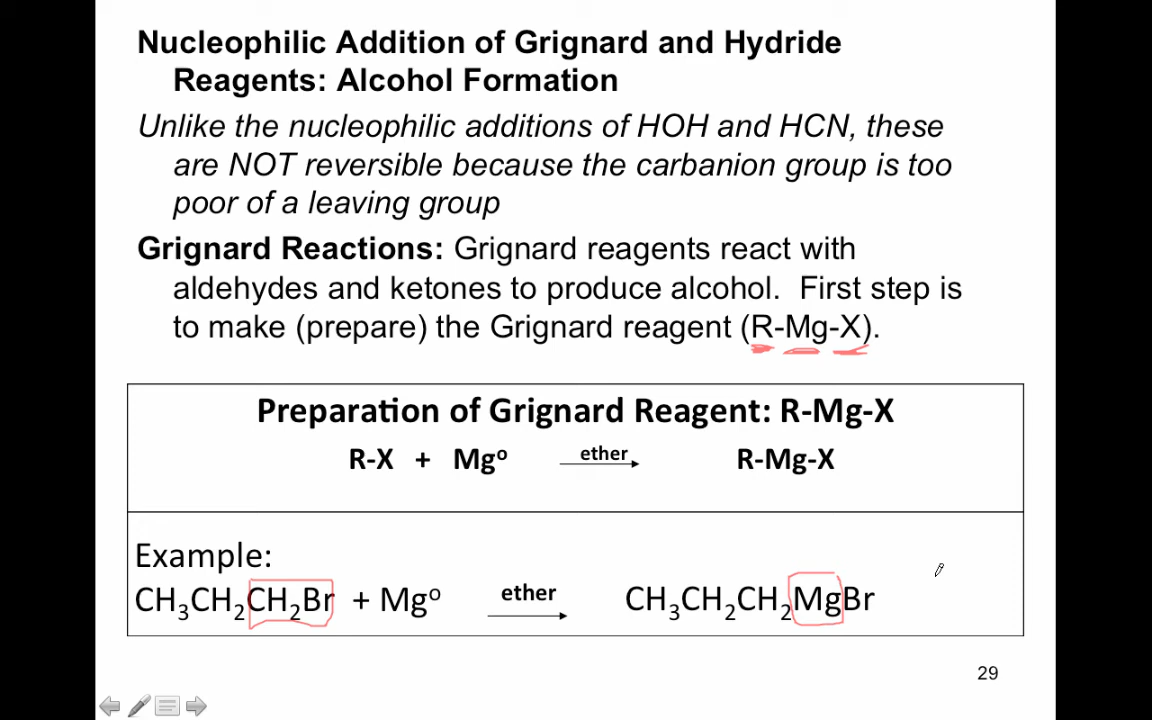 Nucleophilic Addition of Grignard and Hydride
Reagents: Alcohol Formation
Unlike the nucleophilic additions of HOH and HCN, these
are NOT reversible because the carbanion group is too
poor of a leaving group
Grignard Reactions: Grignard reagents react with
aldehydes and ketones to produce alcohol.  First step is
to make (prepare) the Grignard reagent (R-Mg-X).
Preparation of Grignard Reagent: R-Mg-X
R-X + Mgº ether R-Mg-X
Example:
CH₃CH₂CH₂Br + Mgº ether CH₃CH₂CH₂MgBr
29